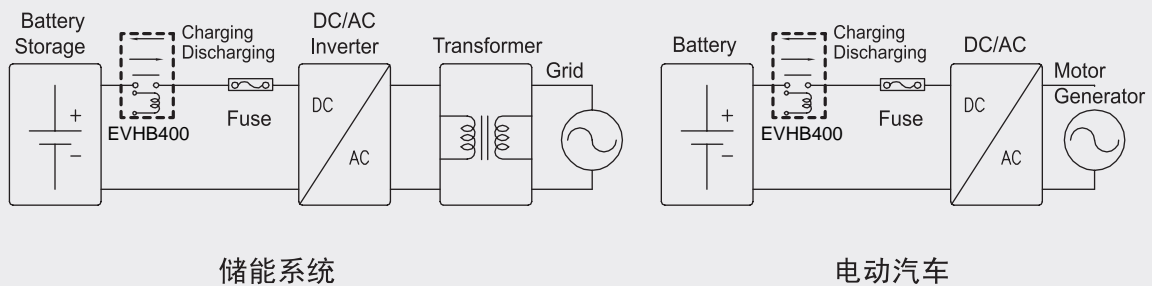 Battery
Storage
Charging
Discharging
EVHB400
Fuse
DC/AC
Inverter
DC
AC
Transformer
Grid
储能系统
Battery
Charging
Discharging
EVHB400
Fuse
DC/AC
DC
AC
Motor
Generator
电动汽车